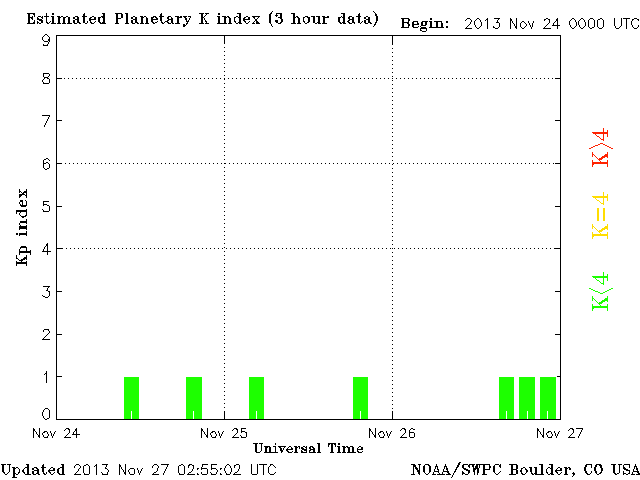 Estimated Planetary K index (3 hour data) Begin: 2013 Nov 24 0000 UTC
9
8
7
6
5
4
3
2
1
0
Kp index
K>4
K=4
K<4
Nov 24 Nov 25 Nov 26 Nov 27
Universal Time
Updated 2013 Nov 27 02:55:02 UTC NOAA/SWPC Boulder, CO USA